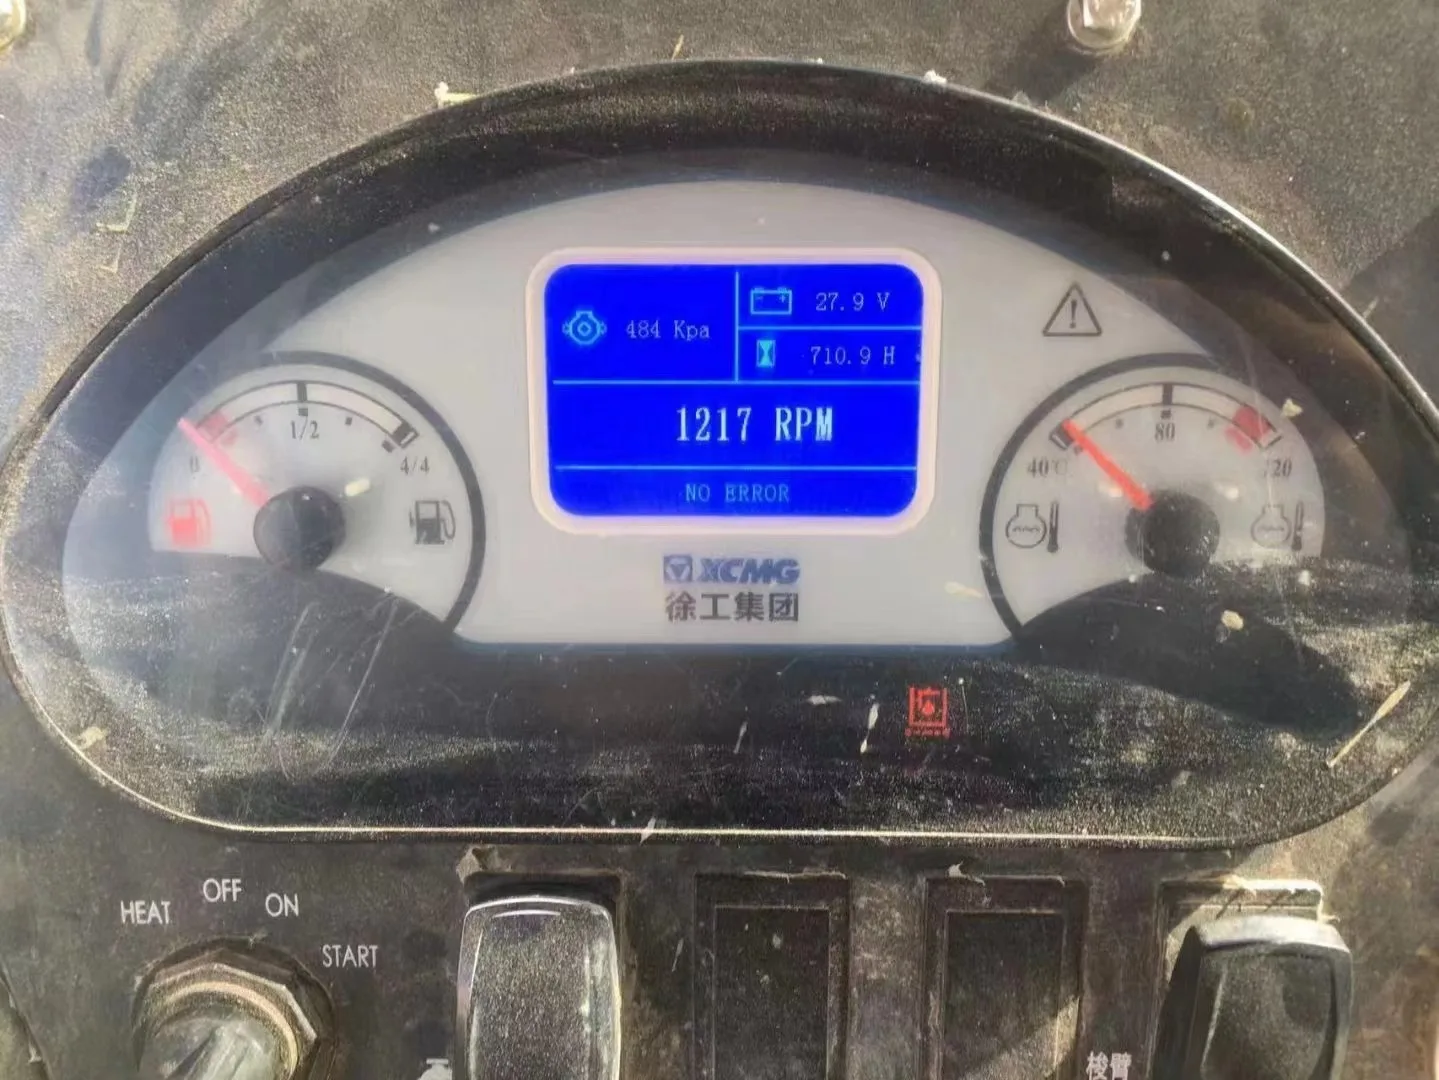 27.9 V
484 Kpa
710.9 H
1217 RPM
NO ERROR
0
1/2
4/4
40℃
80
120
XCMG
徐工集团
HEAT
OFF
ON
START